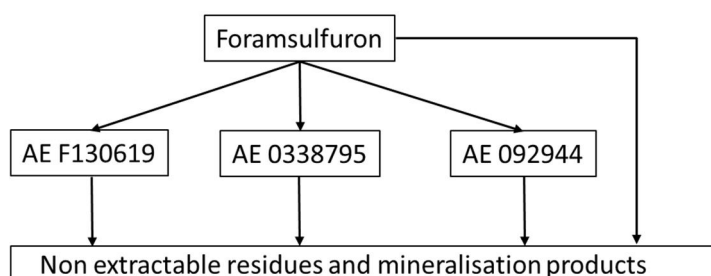 Foramsulfuron
AE F130619
AE 0338795
AE 092944
Non extractable residues and mineralisation products